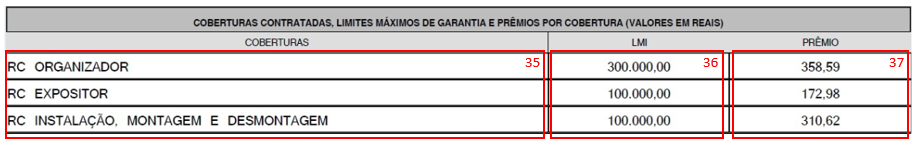 COBERTURAS CONTRATADAS, LIMITES MÁXIMOS DE GARANTIA E PRÊMIOS POR COBERTURA (VALORES EM REAIS)
COBERTURAS LMI PRÊMIO
RC ORGANIZADOR 35 300.000,00 36 358,59 37
RC EXPOSITOR 100.000,00 172,98
RC INSTALAÇÃO, MONTAGEM E DESMONTAGEM 100.000,00 310,62